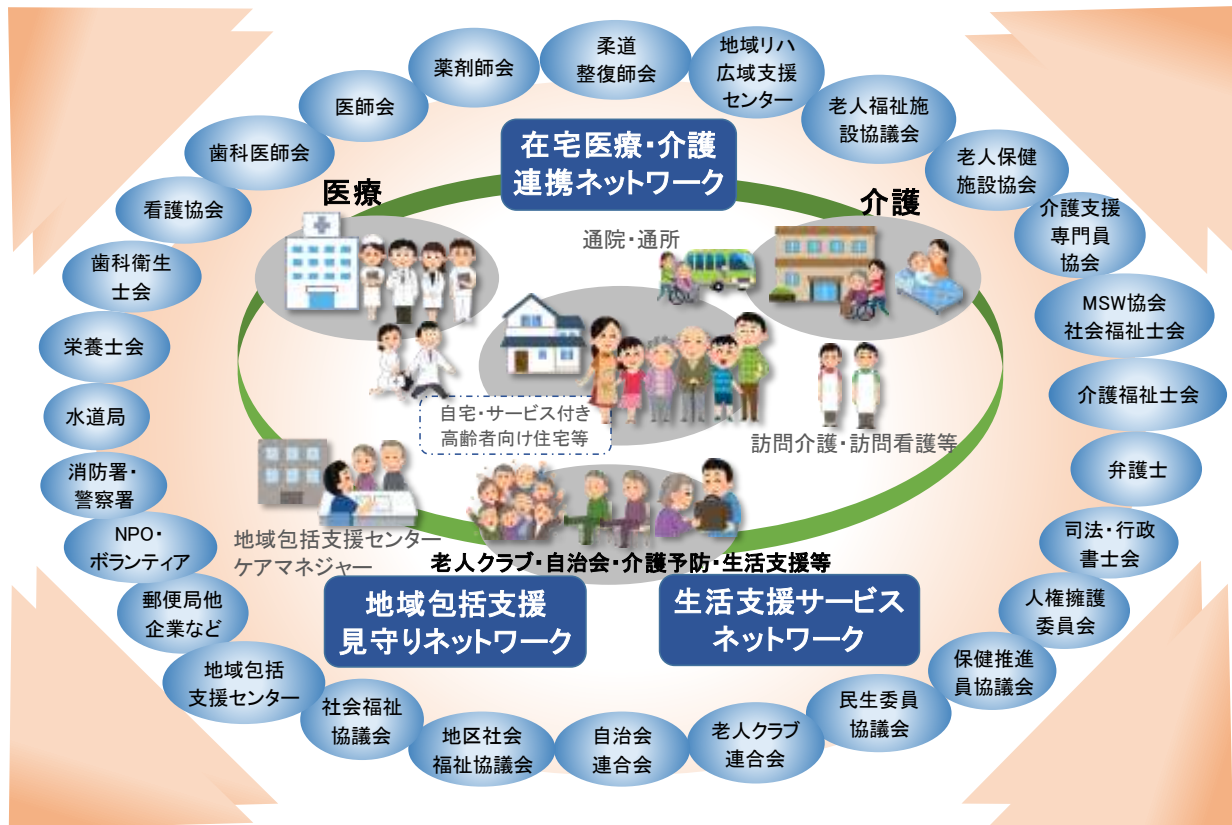 柔道
整復師会
地域リハ
広域支援
センター
老人福祉施
設協議会
老人保健
施設協会
介護支援
専門員
協会
MSW協会
社会福祉士会
介護福祉士会
弁護士
司法・行政
書士会
人権擁護
委員会
保健推進
員協議会
民生委員
協議会
老人クラブ
連合会
自治会
連合会
地区社会
福祉協議会
社会福祉
協議会
地域包括
支援センター
郵便局他
企業など
NPO・
ボランティア
消防署・
警察署
水道局
栄養士会
歯科衛生
士会
看護協会
歯科医師会
医師会
薬剤師会
在宅医療・介護
連携ネットワーク
医療
介護
通院・通所
自宅・サービス付き
高齢者向け住宅等
訪問介護・訪問看護等
地域包括支援センター
ケアマネジャー
老人クラブ・自治会・介護予防・生活支援等
地域包括支援
見守りネットワーク
生活支援サービス
ネットワーク